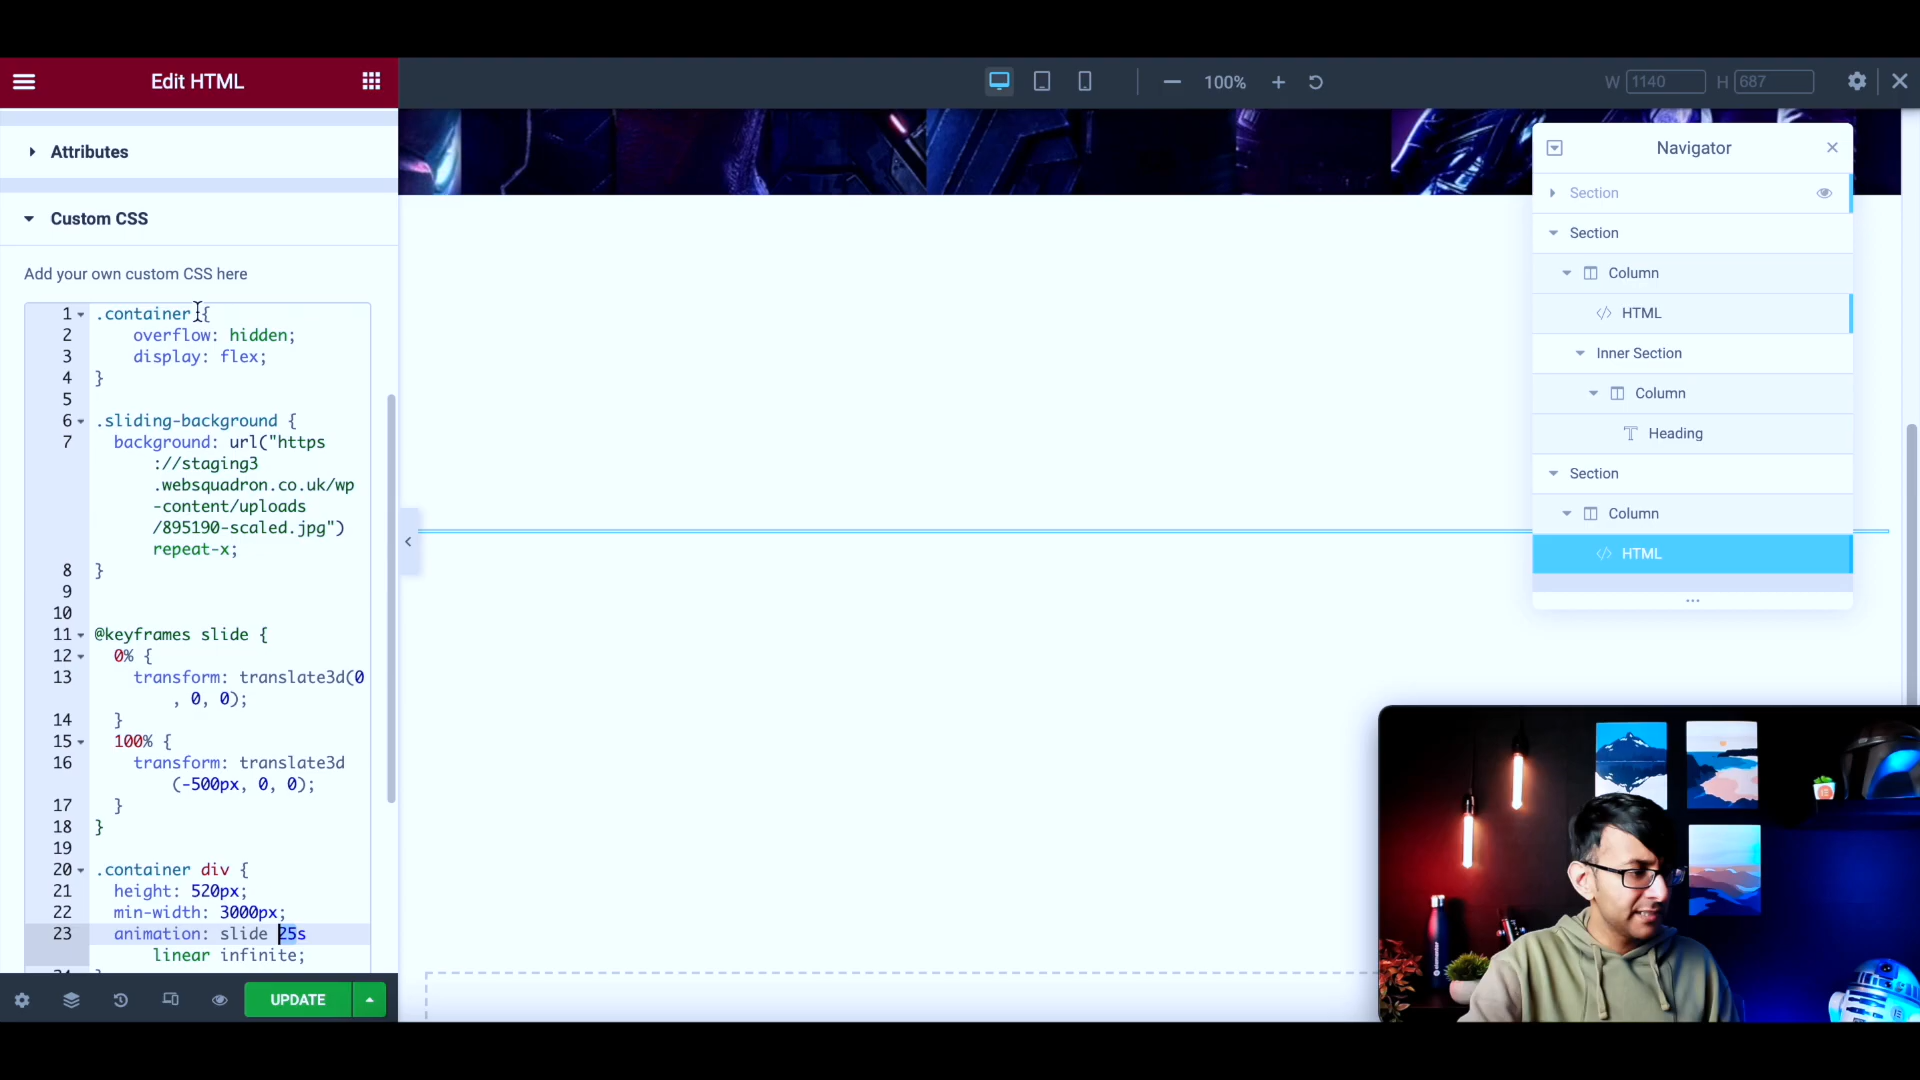 Edit HTML
100%
W 1140 H 687
Attributes
Custom CSS
Add your own custom CSS here
1 .container {
2 overflow: hidden;
3 display: flex;
4 }
5
6 .sliding-background {
7 background: url("https
://staging3
.websquadron.co.uk/wp
-content/uploads
/895190-scaled.jpg")
repeat-x;
8 }
9
10
11 @keyframes slide {
12 0% {
13 transform: translate3d(0
, 0, 0);
14 }
15 100% {
16 transform: translate3d
(-500px, 0, 0);
17 }
18 }
19
20 .container div {
21 height: 520px;
22 min-width: 3000px;
23 animation: slide 25s
linear infinite;
UPDATE
Navigator
Section
Section
Column
HTML
Inner Section
Column
Heading
Section
Column
HTML